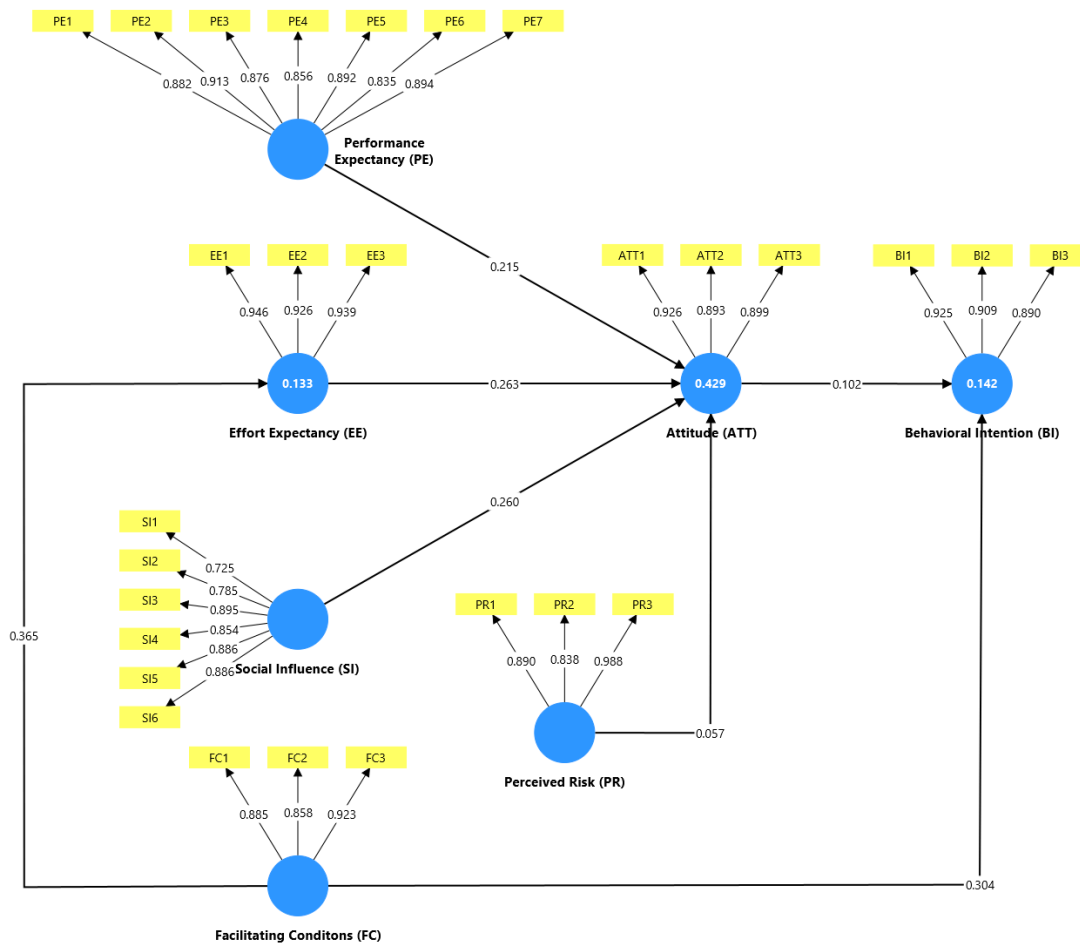 PE1 PE2 PE3 PE4 PE5 PE6 PE7
0.882 0.913 0.876 0.856 0.892 0.835 0.894
Performance
Expectancy (PE)
0.215
EE1 EE2 EE3
0.946 0.926 0.939
0.133
Effort Expectancy (EE)
0.263
ATT1 ATT2 ATT3
0.926 0.893 0.899
0.429
Attitude (ATT)
0.102
BI1 BI2 BI3
0.925 0.909 0.890
0.142
Behavioral Intention (BI)
0.260
SI1
SI2
SI3
SI4
SI5
SI6
0.725
0.785
0.895
0.854
0.886
0.886
Social Influence (SI)
0.365
PR1 PR2 PR3
0.890 0.838 0.988
0.057
Perceived Risk (PR)
FC1 FC2 FC3
0.885 0.858 0.923
0.304
Facilitating Conditons (FC)